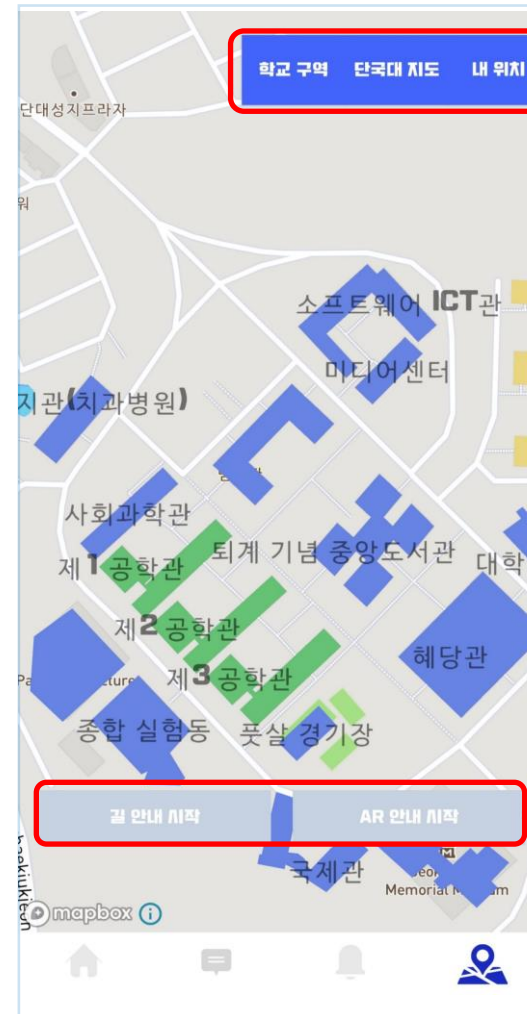 학교 구역 단국대 지도 내 위치
단대성지프라자
워
소프트웨어 ICT관
미디어센터
지관(치과병원)
사회과학관
퇴계 기념 중앙도서관
대학
제1 공학관
제2 공학관
혜당관
제3 공학관
종합 실험동
풋살 경기장
길 안내 시작
AR 안내 시작
국제관
Memorial
mapbox